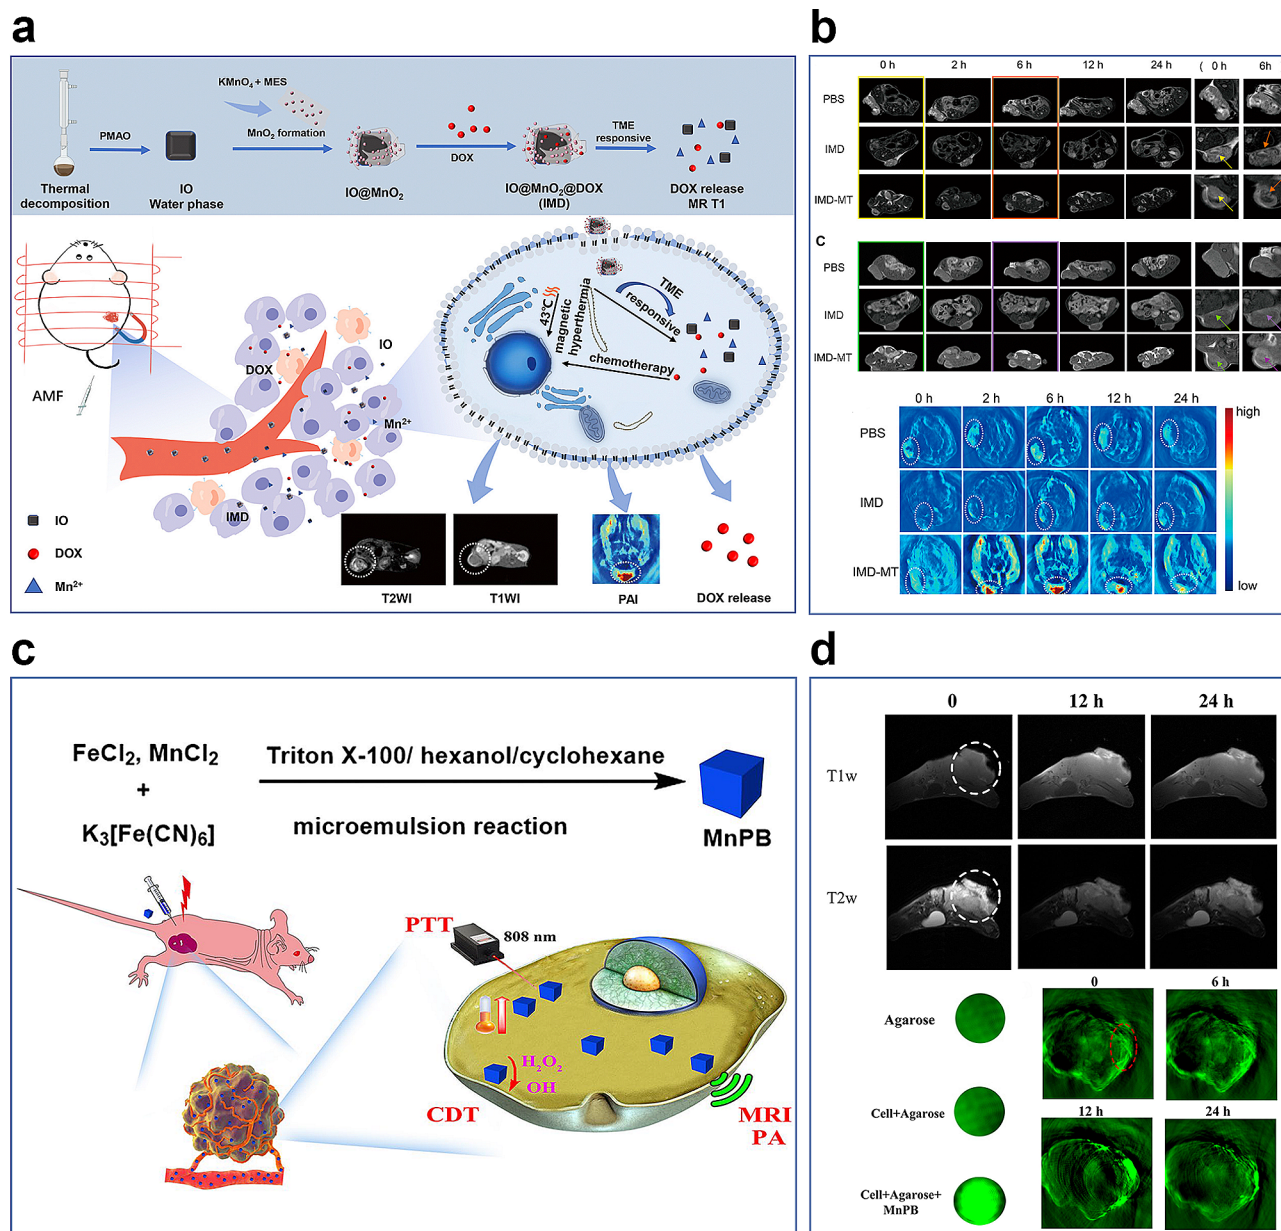 a
KMnO₄ + MES
PMAO
MnO₂ formation
DOX
TME
responsive
Thermal
decomposition
IO
Water phase
IO@MnO₂
IO@MnO₂@DOX
(IMD)
DOX release
MR T1
AMF
DOX
IO
Mn²⁺
IMD
43℃
magnetic
hyperthermia
TME
responsive
chemotherapy
IO
DOX
Mn²⁺
T2WI
T1WI
PAI
DOX release
b
0 h 2 h 6 h 12 h 24 h ( 0 h 6h
PBS
IMD
IMD-MT
C
PBS
IMD
IMD-MT
0 h 2 h 6 h 12 h 24 h
PBS
IMD
IMD-MT
high
low
c
FeCl₂, MnCl₂
+
K₃[Fe(CN)₆]
Triton X-100/ hexanol/cyclohexane
microemulsion reaction
MnPB
PTT
808 nm
H₂O₂
OH
CDT
MRI
PA
d
0 12 h 24 h
T1w
T2w
Agarose
Cell+Agarose
Cell+Agarose+
MnPB
0 6 h
12 h 24 h